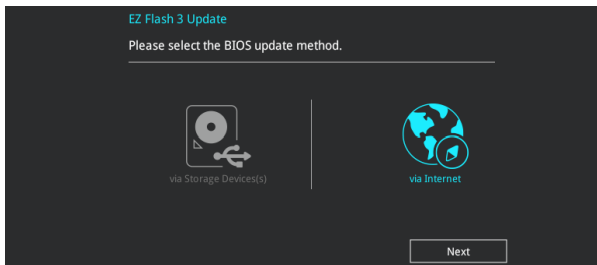 EZ Flash 3 Update
Please select the BIOS update method.
via Storage Devices(s)
via Internet
Next